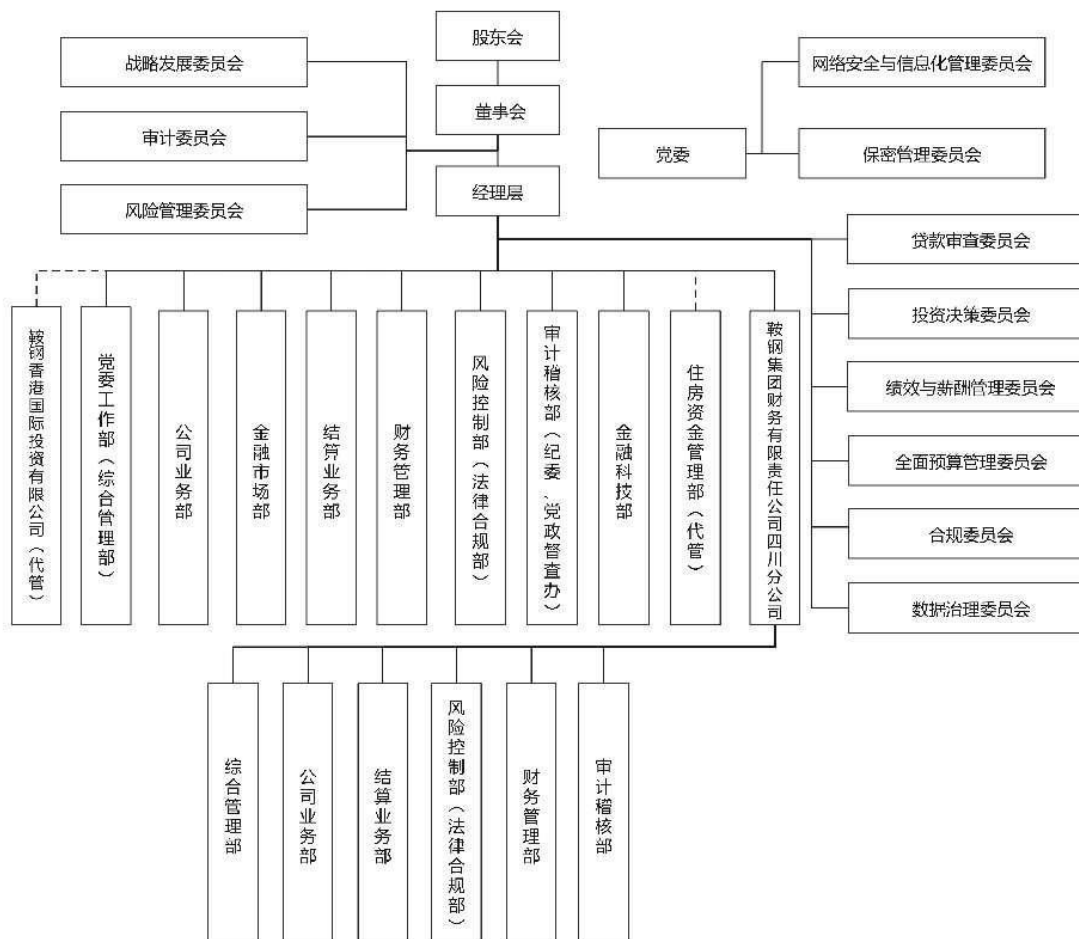 股东会
战略发展委员会
网络安全与信息化管理委员会
董事会
审计委员会
党委
保密管理委员会
经理层
风险管理委员会
贷款审查委员会
投资决策委员会
绩效与薪酬管理委员会
全面预算管理委员会
合规委员会
数据治理委员会
鞍钢香港国际投资有限公司（代管）
党委工作部（综合管理部）
公司业务部
金融市场部
结算业务部
财务管理部
风险控制部（法律合规部）
审计稽核部（纪委、党政督查办）
金融科技部
住房资金管理部（代管）
鞍钢集团财务有限责任公司四川分公司
综合管理部
公司业务部
结算业务部
风险控制部（法律合规部）
财务管理部
审计稽核部